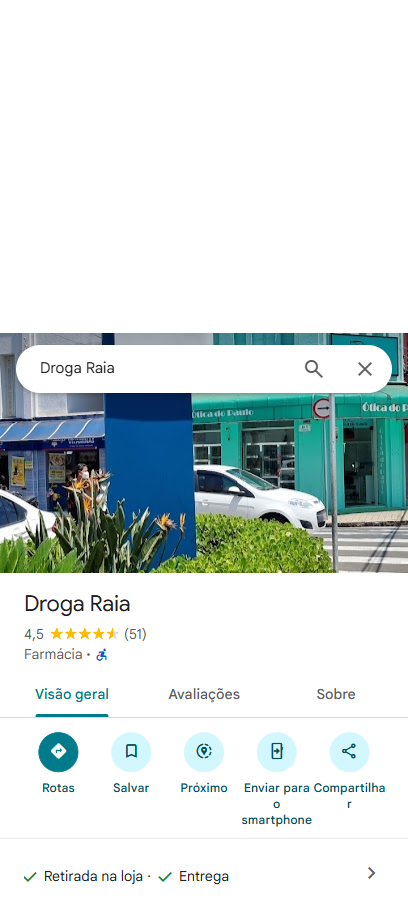 Droga Raia
Ótica do Paulo
Ótica do P
Droga Raia
4,5 (51)
Farmácia ·
Visão geral Avaliações Sobre
Rotas Salvar Próximo Enviar para o smartphone Compartilhar
Retirada na loja · Entrega